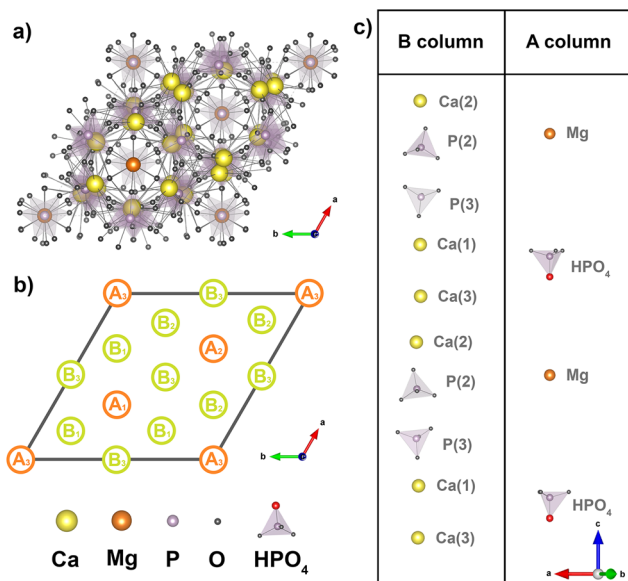 a)
a
b
b)
A3 B3 A3
B2 B2
B1 A2
B3 B3 B3
A1 B2
B1 B1
A3 B3 A3
a
b
Ca Mg P O HPO4
c)
B column A column
Ca(2)
Mg
P(2)
P(3)
Ca(1)
HPO4
Ca(3)
Ca(2)
Mg
P(2)
P(3)
Ca(1)
HPO4
Ca(3)
c
a b